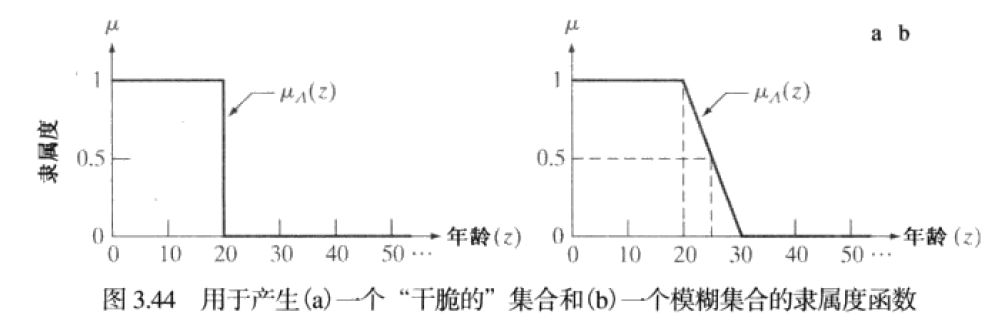 μ μ a b
1 μA(z) 1 μA(z)
隶属度 0.5 0.5
0 年龄(z) 0 年龄(z)
0 10 20 30 40 50 ··· 0 10 20 30 40 50 ···
图 3.44 用于产生(a)一个“干脆的”集合和(b)一个模糊集合的隶属度函数